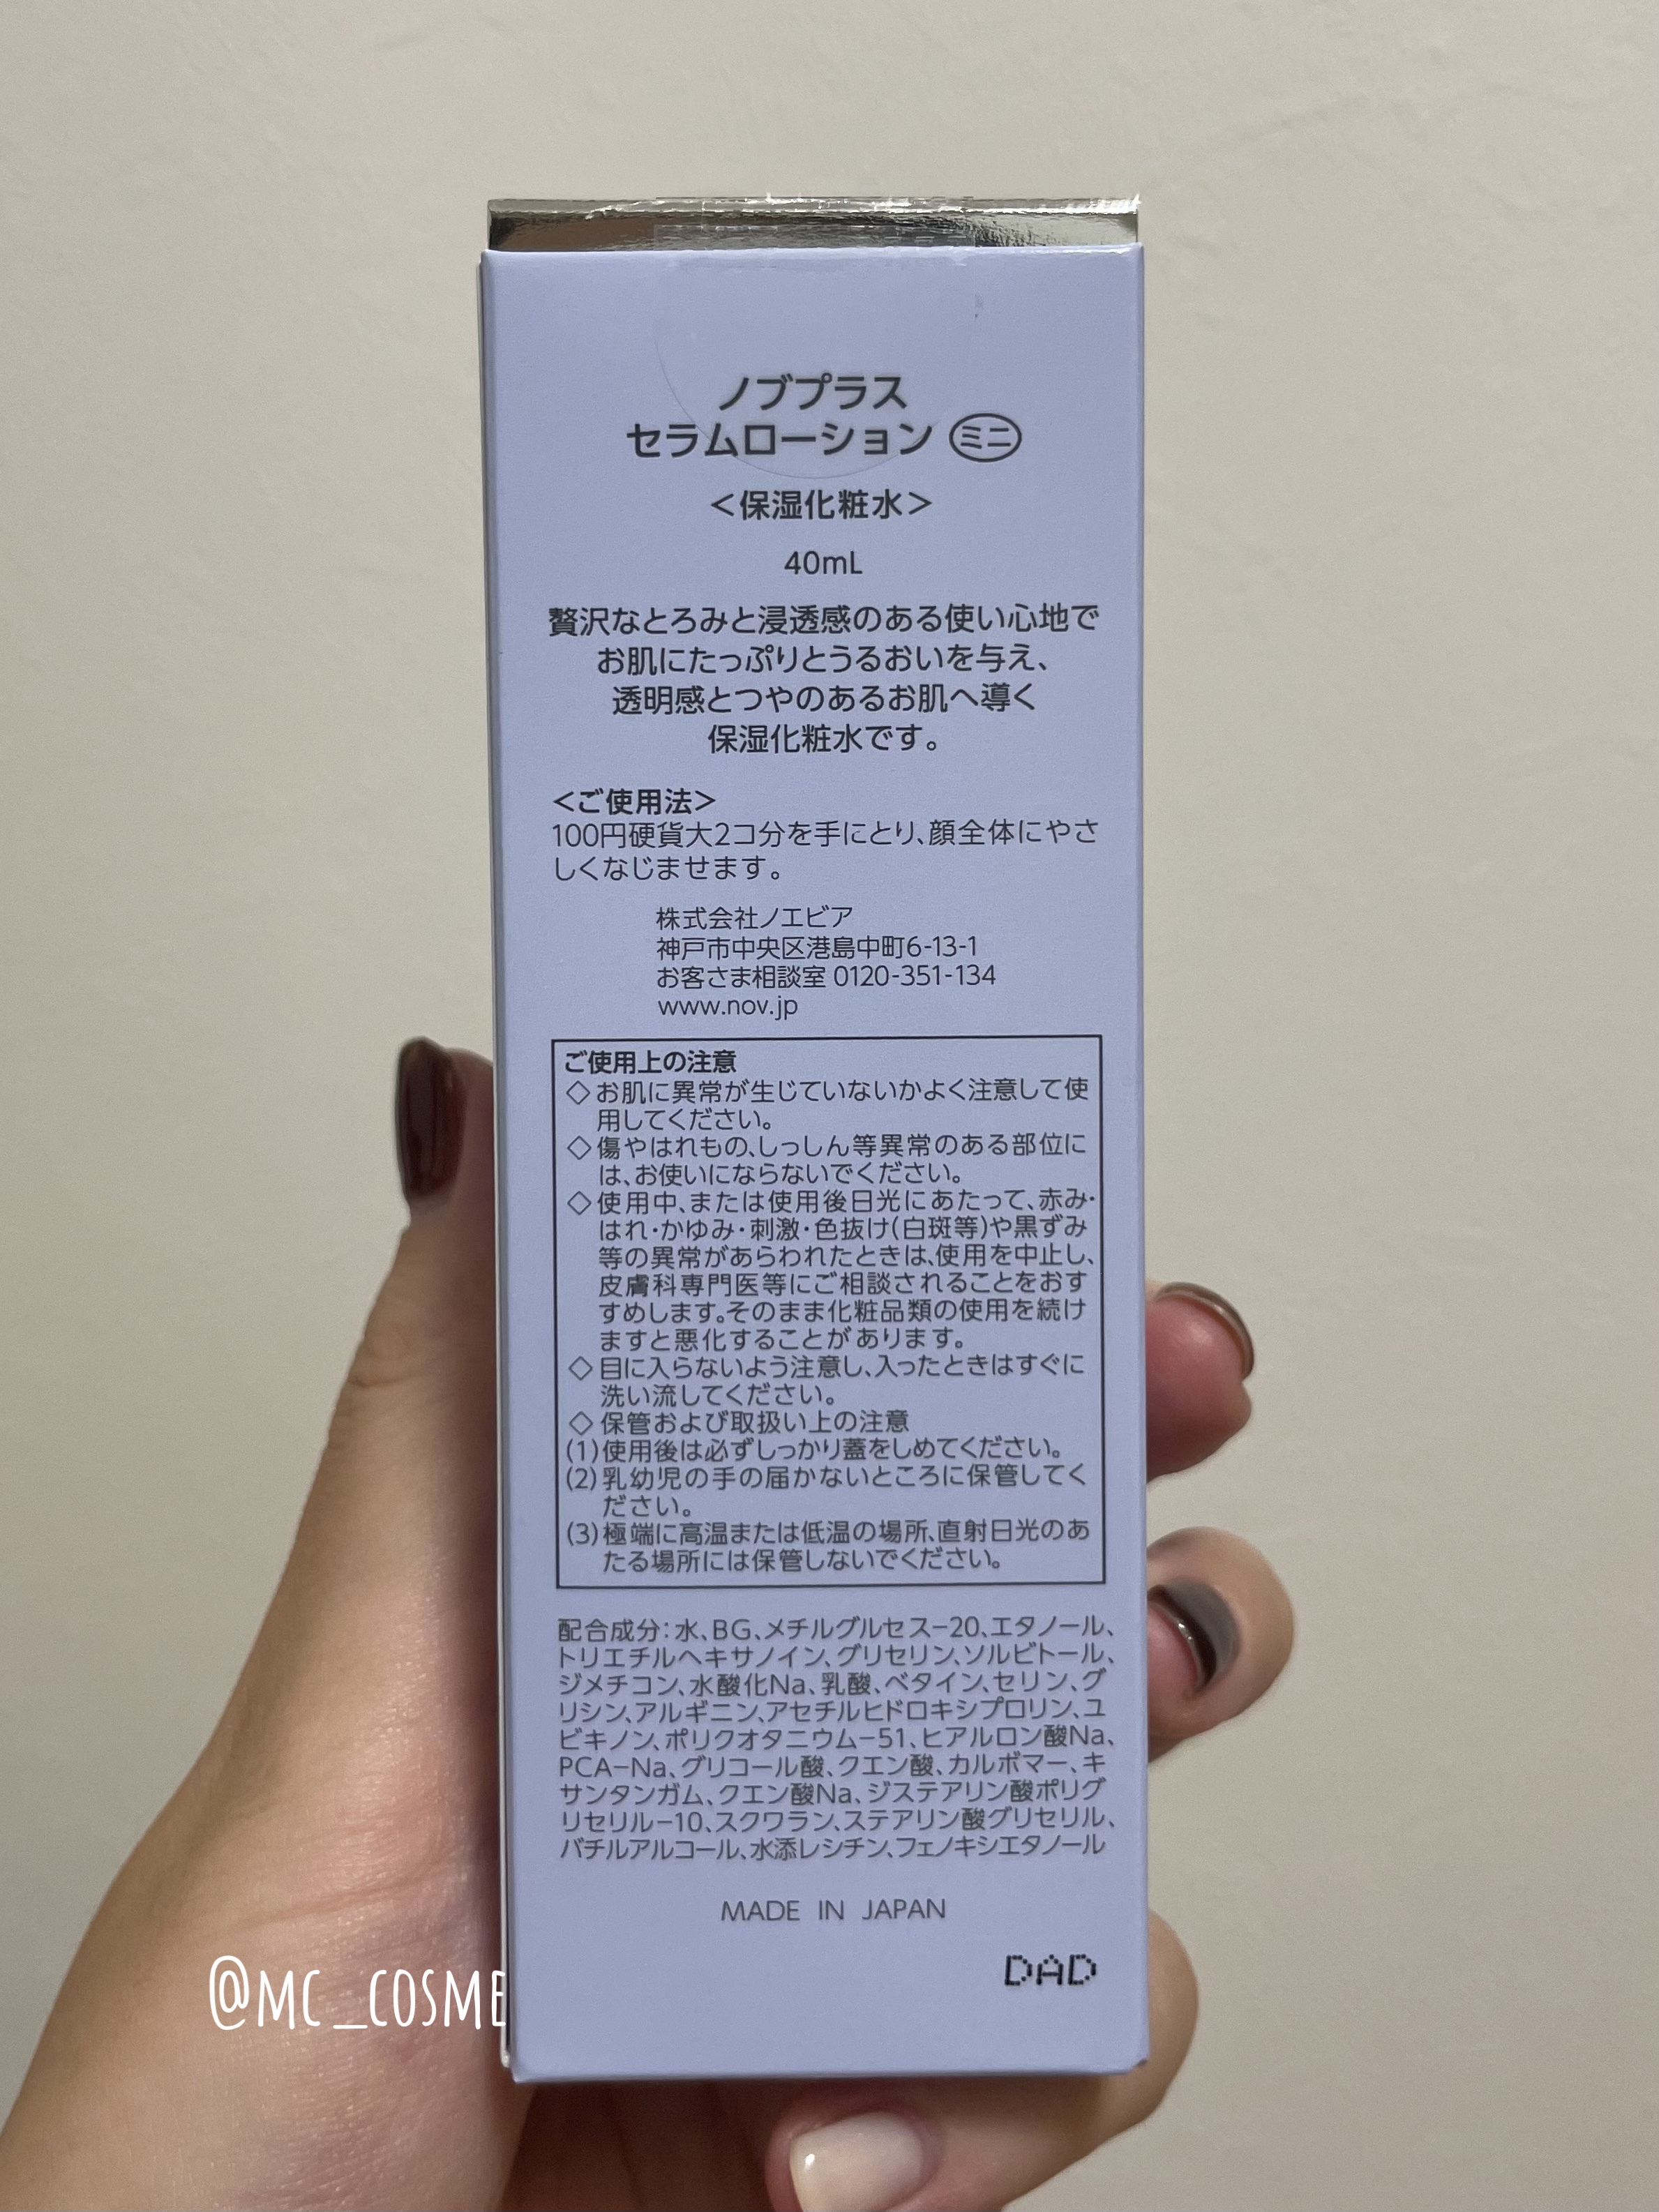 ノブプラス
セラムローション ミニ
＜保湿化粧水＞
40mL
贅沢なとろみと浸透感のある使い心地で
お肌にたっぷりとうるおいを与え、
透明感とつやのあるお肌へ導く
保湿化粧水です。
＜ご使用法＞
100円硬貨大2コ分を手にとり、顔全体にやさ
しくなじませます。
株式会社ノエビア
神戸市中央区港島中町6-13-1
お客さま相談室 0120-351-134
www.nov.jp
ご使用上の注意
◇お肌に異常が生じていないかよく注意して使
用してください。
◇傷やはれもの、しっしん等異常のある部位に
は、お使いにならないでください。
◇使用中、または使用後日光にあたって、赤み・
はれ・かゆみ・刺激・色抜け(白斑等)や黒ずみ
等の異常があらわれたときは、使用を中止し、
皮膚科専門医等にご相談されることをおす
すめします。そのまま化粧品類の使用を続け
ますと悪化することがあります。
◇目に入らないよう注意し、入ったときはすぐに
洗い流してください。
◇保管および取扱い上の注意
(1)使用後は必ずしっかり蓋をしめてください。
(2)乳幼児の手の届かないところに保管してく
ださい。
(3)極端に高温または低温の場所、直射日光のあ
たる場所には保管しないでください。
配合成分：水、BG、メチルグルセス−20、エタノール、
トリエチルヘキサノイン、グリセリン、ソルビトール、
ジメチコン、水酸化Na、乳酸、ベタイン、セリン、グ
リシン、アルギニン、アセチルヒドロキシプロリン、ユ
ビキノン、ポリクオタニウム−51、ヒアルロン酸Na、
PCA−Na、グリコール酸、クエン酸、カルボマー、キ
サンタンガム、クエン酸Na、ジステアリン酸ポリグ
リセリル−10、スクワラン、ステアリン酸グリセリル、
バチルアルコール、水添レシチン、フェノキシエタノール
MADE IN JAPAN
DAD
@MC_COSME